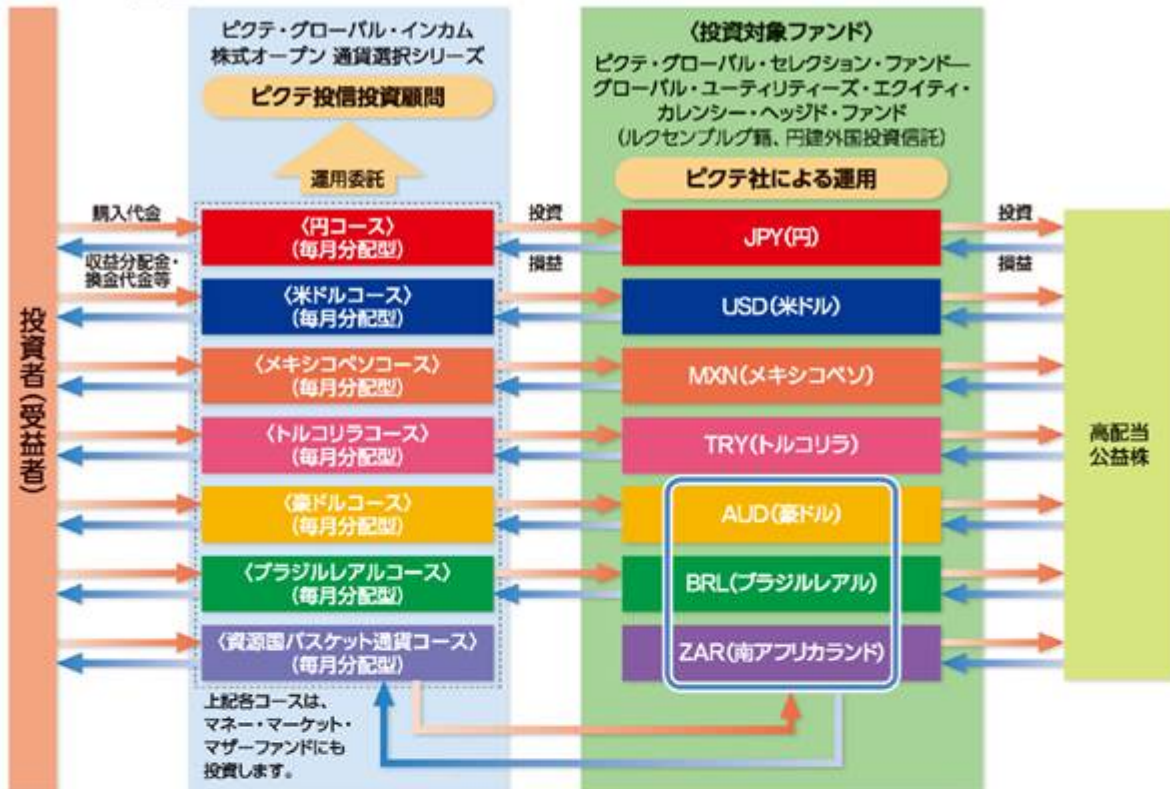 ピクテ・グローバル・インカム
株式オープン 通貨選択シリーズ
ピクテ投信投資顧問
運用委託
〈投資対象ファンド〉
ピクテ・グローバル・セレクション・ファンド―
グローバル・ユーティリティーズ・エクイティ・
カレンシー・ヘッジド・ファンド
(ルクセンブルグ籍、円建外国投資信託)
ピクテ社による運用
投資者(受益者)
購入代金
収益分配金・
換金代金等
〈円コース〉
(毎月分配型)
投資
損益
JPY(円)
投資
損益
〈米ドルコース〉
(毎月分配型)
USD(米ドル)
〈メキシコペソコース〉
(毎月分配型)
MXN(メキシコペソ)
〈トルコリラコース〉
(毎月分配型)
TRY(トルコリラ)
高配当
公益株
〈豪ドルコース〉
(毎月分配型)
AUD(豪ドル)
〈ブラジルレアルコース〉
(毎月分配型)
BRL(ブラジルレアル)
〈資源国バスケット通貨コース〉
(毎月分配型)
ZAR(南アフリカランド)
上記各コースは、
マネー・マーケット・
マザーファンドにも
投資します。